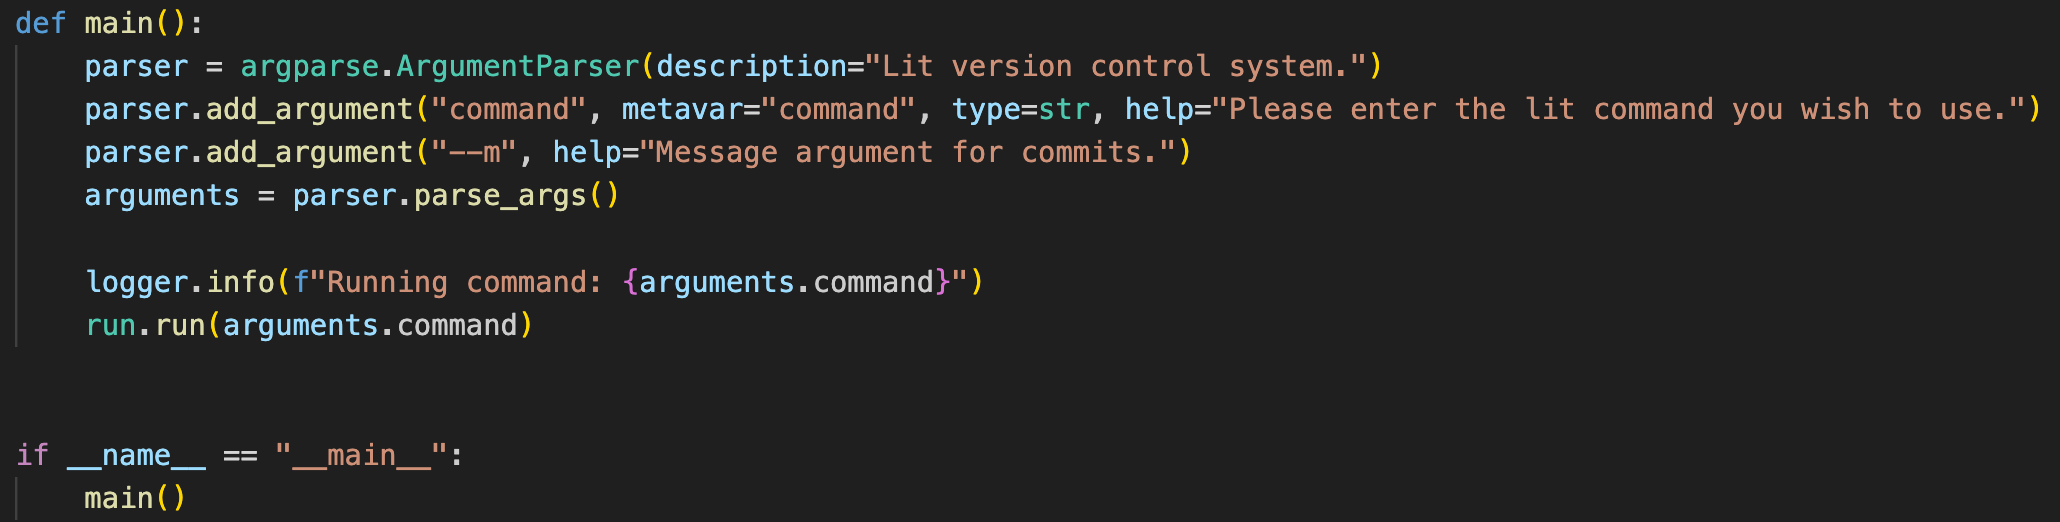 def main():
    parser = argparse.ArgumentParser(description="Lit version control system.")
    parser.add_argument("command", metavar="command", type=str, help="Please enter the lit command you wish to use.")
    parser.add_argument("--m", help="Message argument for commits.")
    arguments = parser.parse_args()

    logger.info(f"Running command: {arguments.command}")
    run.run(arguments.command)


if __name__ == "__main__":
    main()